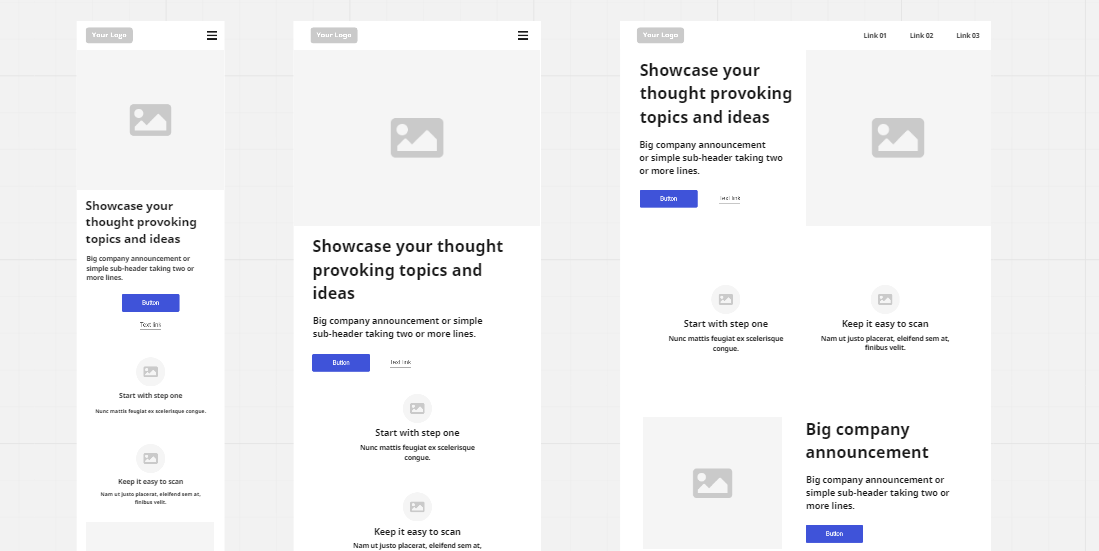 Your Logo
Showcase your
thought provoking
topics and ideas
Big company announcement or
simple sub-header taking two or
more lines.
Button
Text link
Start with step one
Nunc mattis feugiat ex scelerisque congue.
Keep it easy to scan
Nam ut justo placerat, eleifend sem at,
finibus velit.
Your Logo
Showcase your thought
provoking topics and
ideas
Big company announcement or simple
sub-header taking two or more lines.
Button
Text link
Start with step one
Nunc mattis feugiat ex scelerisque
congue.
Keep it easy to scan
Nam ut justo placerat, eleifend sem at,
Your Logo
Link 01 Link 02 Link 03
Showcase your
thought provoking
topics and ideas
Big company announcement
or simple sub-header taking two
or more lines.
Button
Text link
Start with step one
Nunc mattis feugiat ex scelerisque
congue.
Keep it easy to scan
Nam ut justo placerat, eleifend sem at,
finibus velit.
Big company
announcement
Big company announcement or
simple sub-header taking two or
more lines.
Button